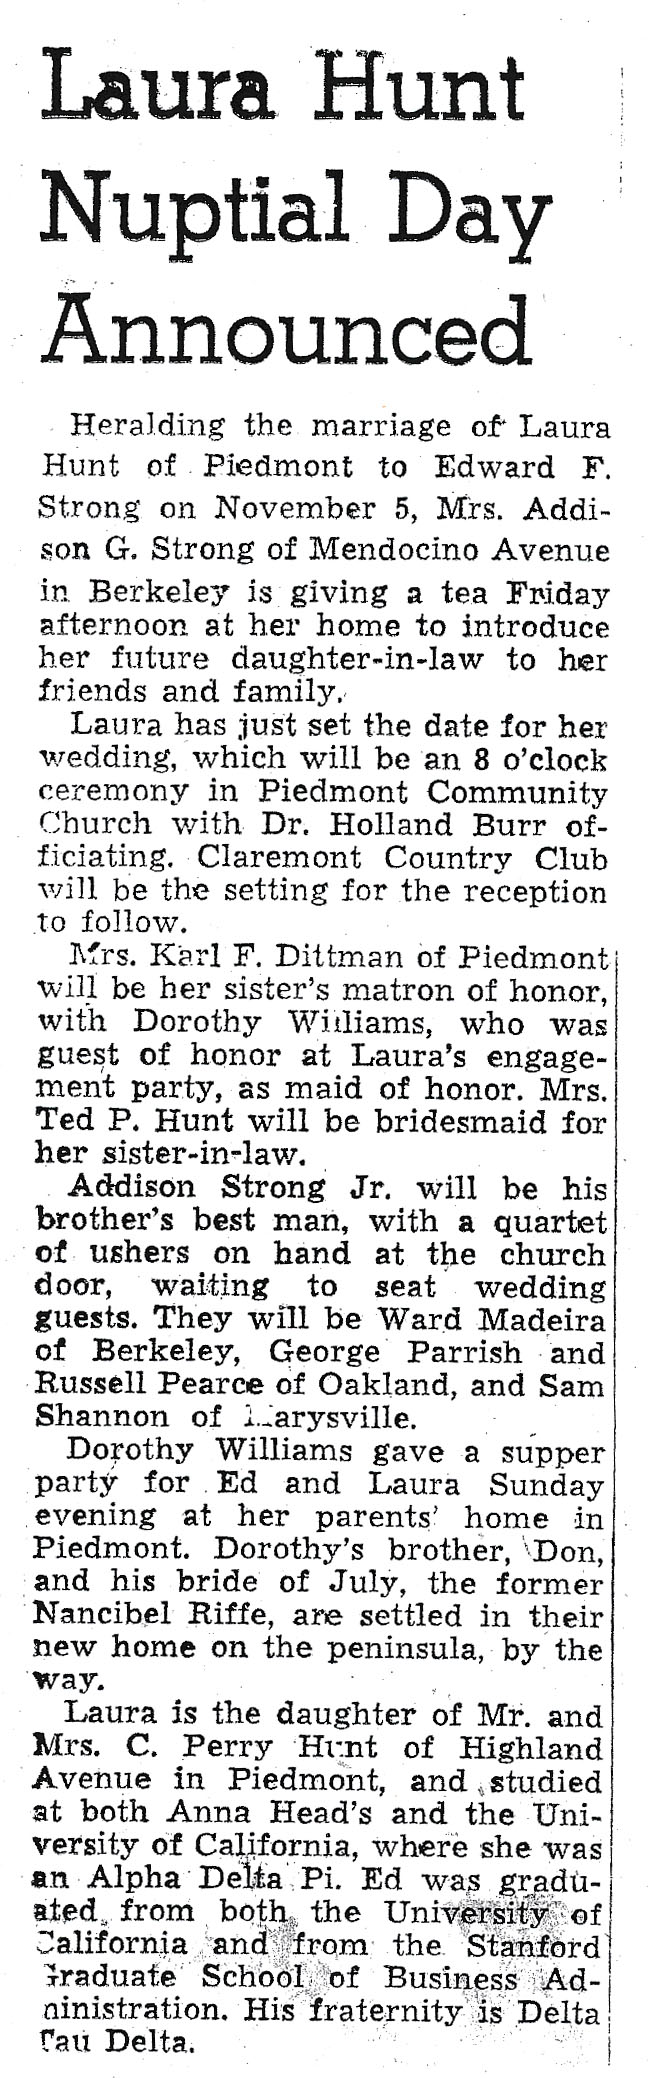 Laura Hunt
Nuptial Day
Announced
Heralding the marriage of Laura
Hunt of Piedmont to Edward F.
Strong on November 5, Mrs. Addi-
son G. Strong of Mendocino Avenue
in Berkeley is giving a tea Friday
afternoon at her home to introduce
her future daughter-in-law to her
friends and family.
Laura has just set the date for her
wedding, which will be an 8 o'clock
ceremony in Piedmont Community
Church with Dr. Holland Burr of-
ficiating. Claremont Country Club
will be the setting for the reception
to follow.
Mrs. Karl F. Dittman of Piedmont
will be her sister's matron of honor,
with Dorothy Williams, who was
guest of honor at Laura's engage-
ment party, as maid of honor. Mrs.
Ted P. Hunt will be bridesmaid for
her sister-in-law.
Addison Strong Jr. will be his
brother's best man, with a quartet
of ushers on hand at the church
door, waiting to seat wedding
guests. They will be Ward Madeira
of Berkeley, George Parrish and
Russell Pearce of Oakland, and Sam
Shannon of Marysville.
Dorothy Williams gave a supper
party for Ed and Laura Sunday
evening at her parents' home in
Piedmont. Dorothy's brother, Don,
and his bride of July, the former
Nancibel Riffe, are settled in their
new home on the peninsula, by the
way.
Laura is the daughter of Mr. and
Mrs. C. Perry Hunt of Highland
Avenue in Piedmont, and studied
at both Anna Head's and the Uni-
versity of California, where she was
an Alpha Delta Pi. Ed was gradu-
ated from both the University of
California and from the Stanford
Graduate School of Business Ad-
ministration. His fraternity is Delta
Tau Delta.